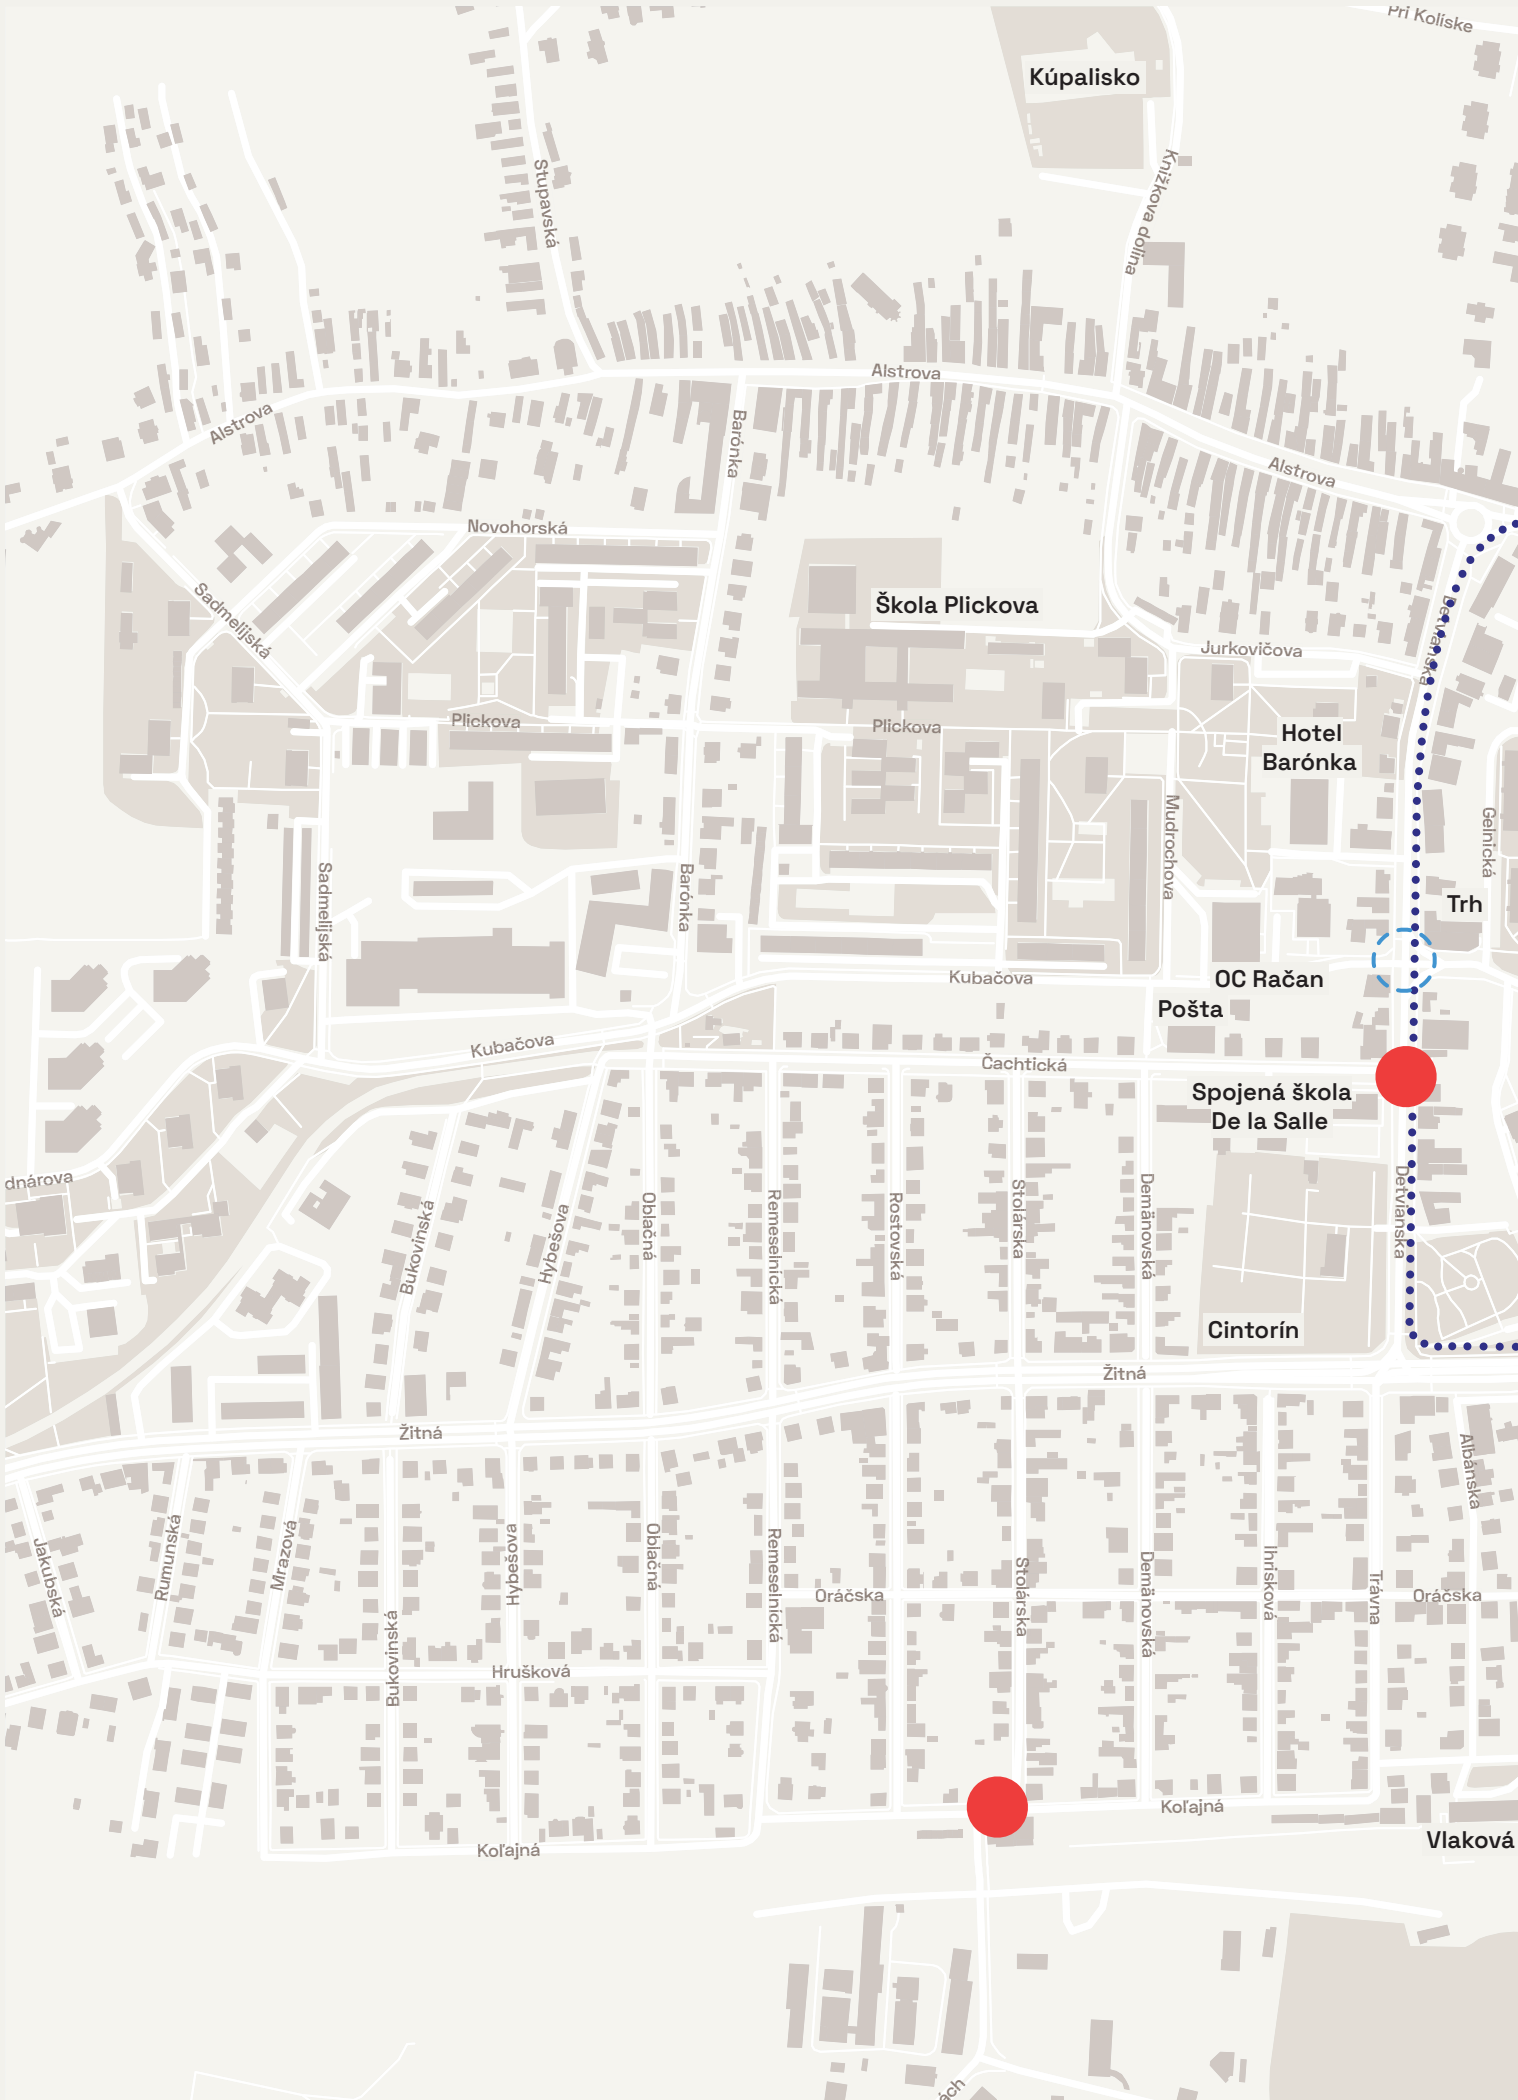 Pri Kolíske
Kúpalisko
Stupavská
Knižkova dolina
Alstrova
Alstrova
Barónka
Alstrova
Novohorská
Sadmelijská
Škola Plickova
Detvianska
Jurkovičova
Plickova
Plickova
Hotel
Barónka
Mudrochova
Gelnická
Sadmelijská
Barónka
Trh
Kubačova
OC Račan
Pošta
Kubačova
Čachtická
Spojená škola
De la Salle
dnárova
Bukovinská
Hybešova
Oblačná
Remeselnícka
Rostovská
Stolárska
Demänovská
Detvianska
Cintorín
Žitná
Žitná
Albánska
Jakubská
Rumunská
Mrazová
Hybešova
Oblačná
Remeselnícka
Oráčska
Stolárska
Demänovská
Ihrisková
Trávna
Oráčska
Bukovinská
Hrušková
Koľajná
Koľajná
Vlaková
ách